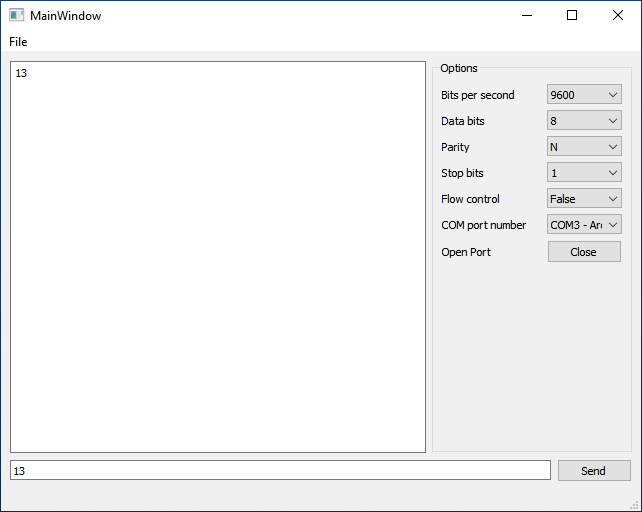 MainWindow
File
13
Options
Bits per second 9600
Data bits 8
Parity N
Stop bits 1
Flow control False
COM port number COM3 - Ar
Open Port Close
13 Send